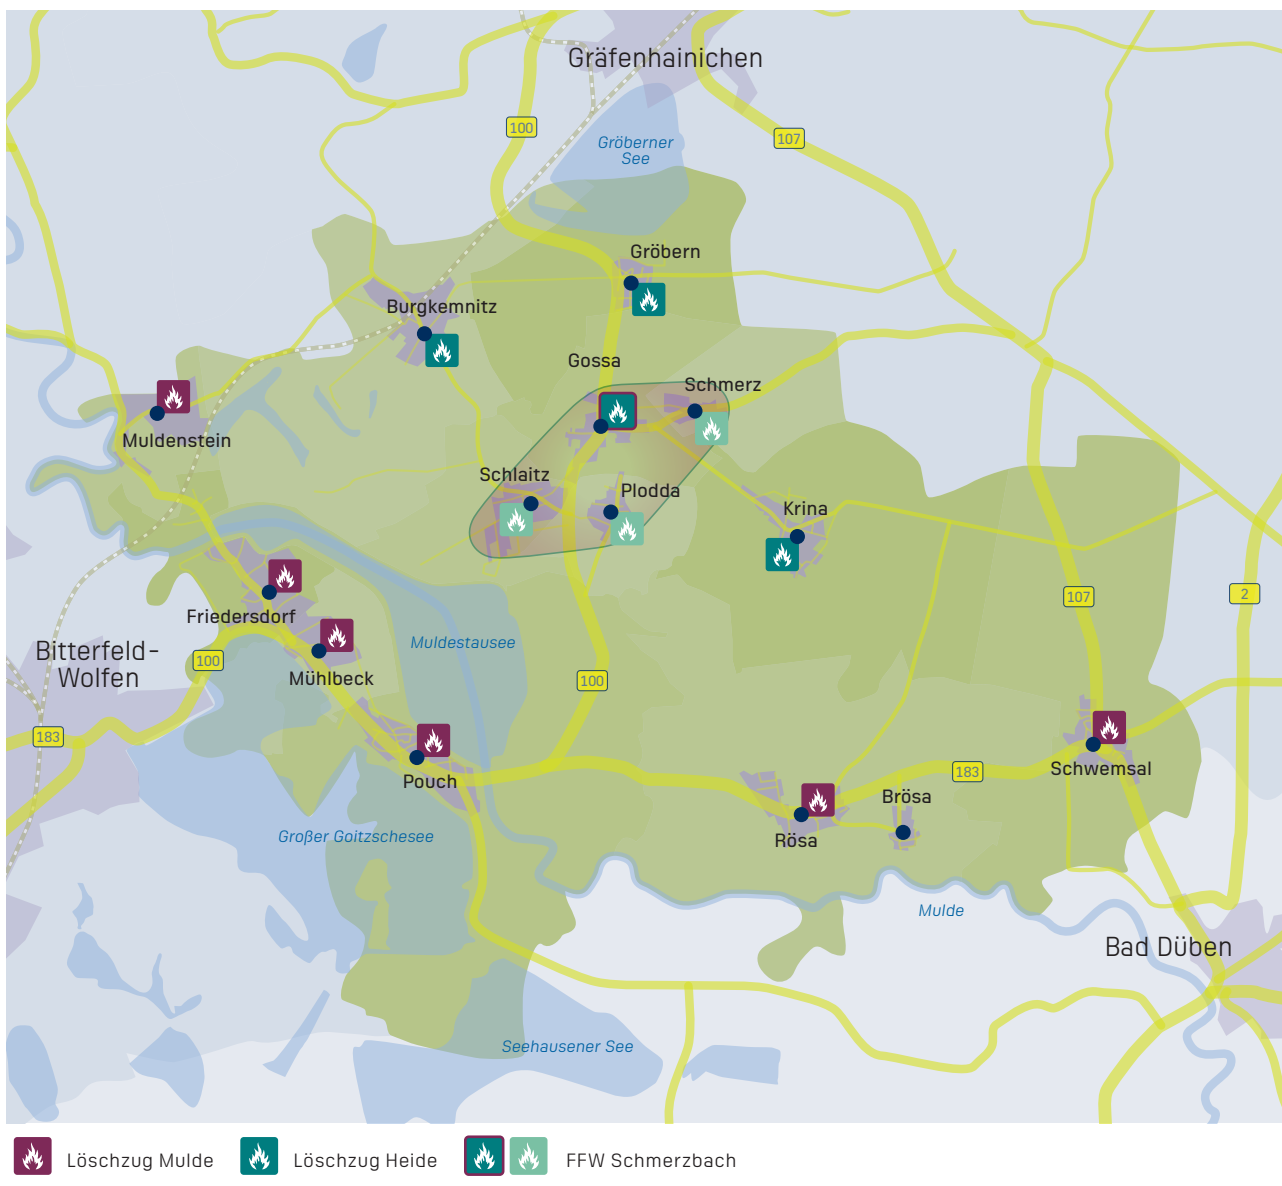 Gräfenhainichen
100
107
Gröberner
See
Gröbern
Burgkemnitz
Gossa
Schmerz
Muldenstein
Schlaitz
Plodda
Krina
107
2
Friedersdorf
Muldestausee
Bitterfeld-
Wolfen
100
Mühlbeck
100
183
Pouch
183
Schwemsal
Brösa
Großer Goitzschesee
Rösa
Mulde
Bad Düben
Seehausener See
Löschzug Mulde
Löschzug Heide
FFW Schmerzbach